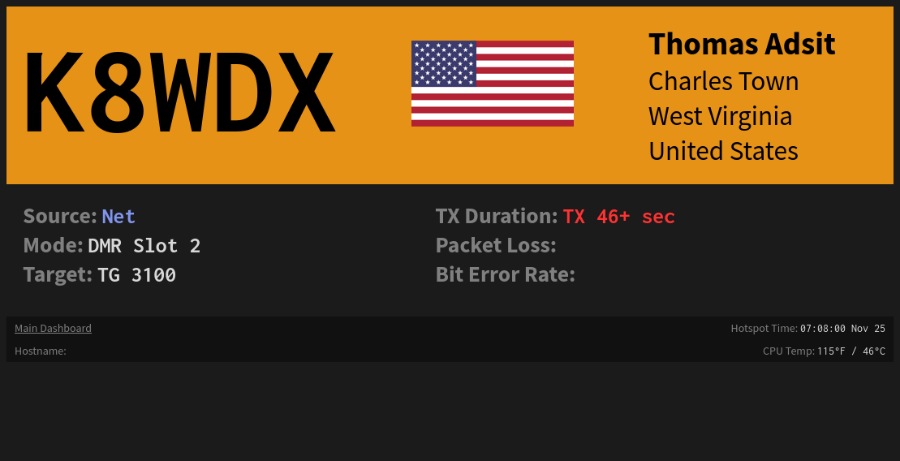 K8WDX
Thomas Adsit
Charles Town
West Virginia
United States
Source: Net
TX Duration: TX 46+ sec
Mode: DMR Slot 2
Packet Loss:
Target: TG 3100
Bit Error Rate:
Main Dashboard
Hotspot Time: 07:08:00 Nov 25
Hostname:
CPU Temp: 115°F / 46°C